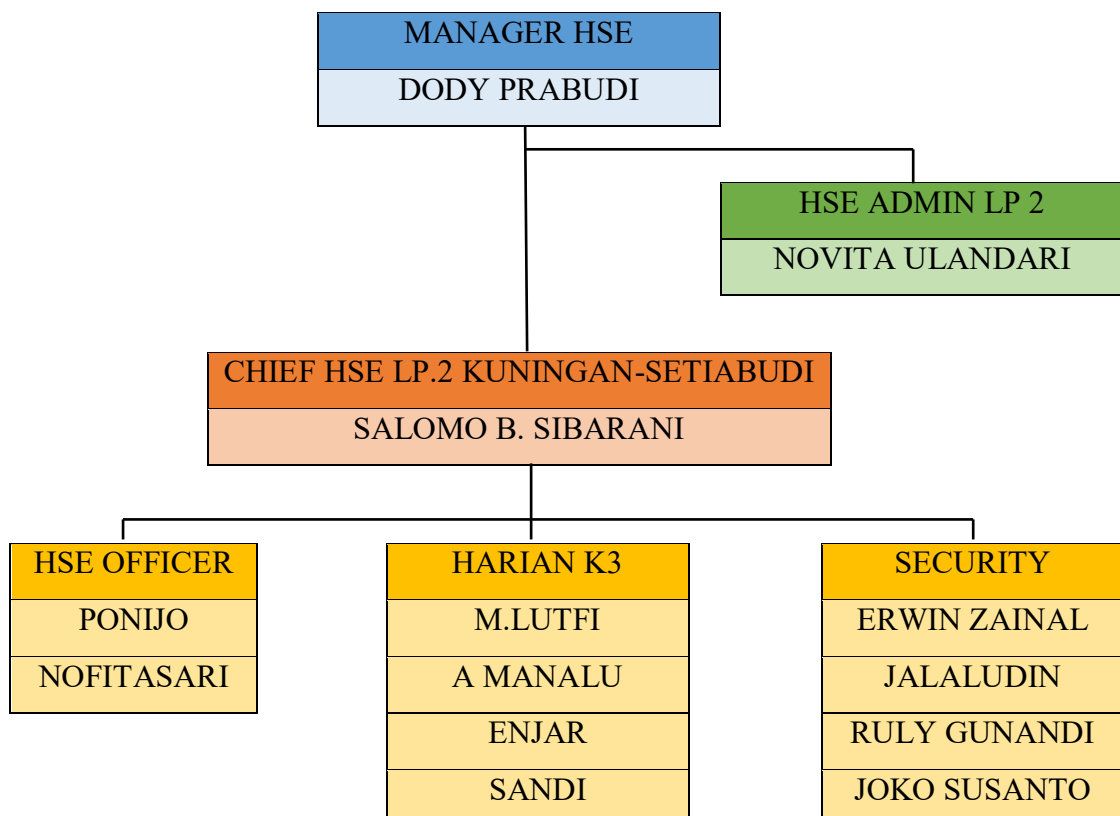 MANAGER HSE
DODY PRABUDI
HSE ADMIN LP 2
NOVITA ULANDARI
CHIEF HSE LP.2 KUNINGAN-SETIABUDI
SALOMO B. SIBARANI
HSE OFFICER
PONIJO
NOFITASARI
HARIAN K3
M.LUTFI
A MANALU
ENJAR
SANDI
SECURITY
ERWIN ZAINAL
JALALUDIN
RULY GUNANDI
JOKO SUSANTO